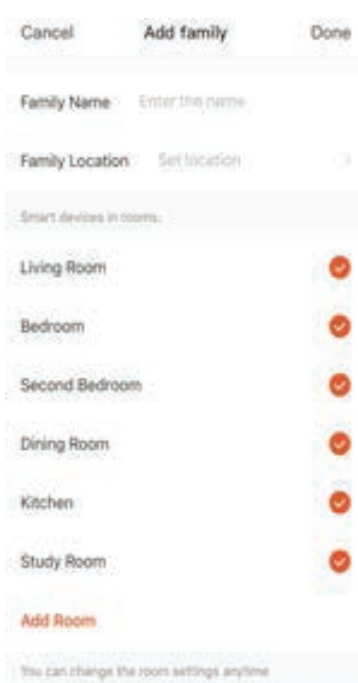 Cancel Add family Done
Family Name Enter the name
Family Location Set location
Smart devices in rooms:
Living Room
Bedroom
Second Bedroom
Dining Room
Kitchen
Study Room
Add Room
You can change the room settings anytime